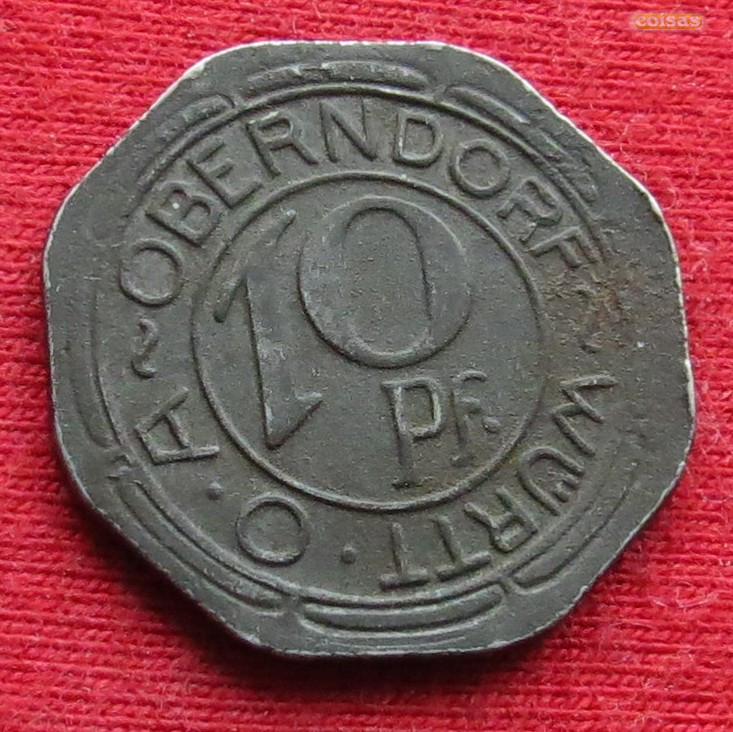 coisas
O.A ~ OBERNDORF ~ WÜRTT.
10
PF.